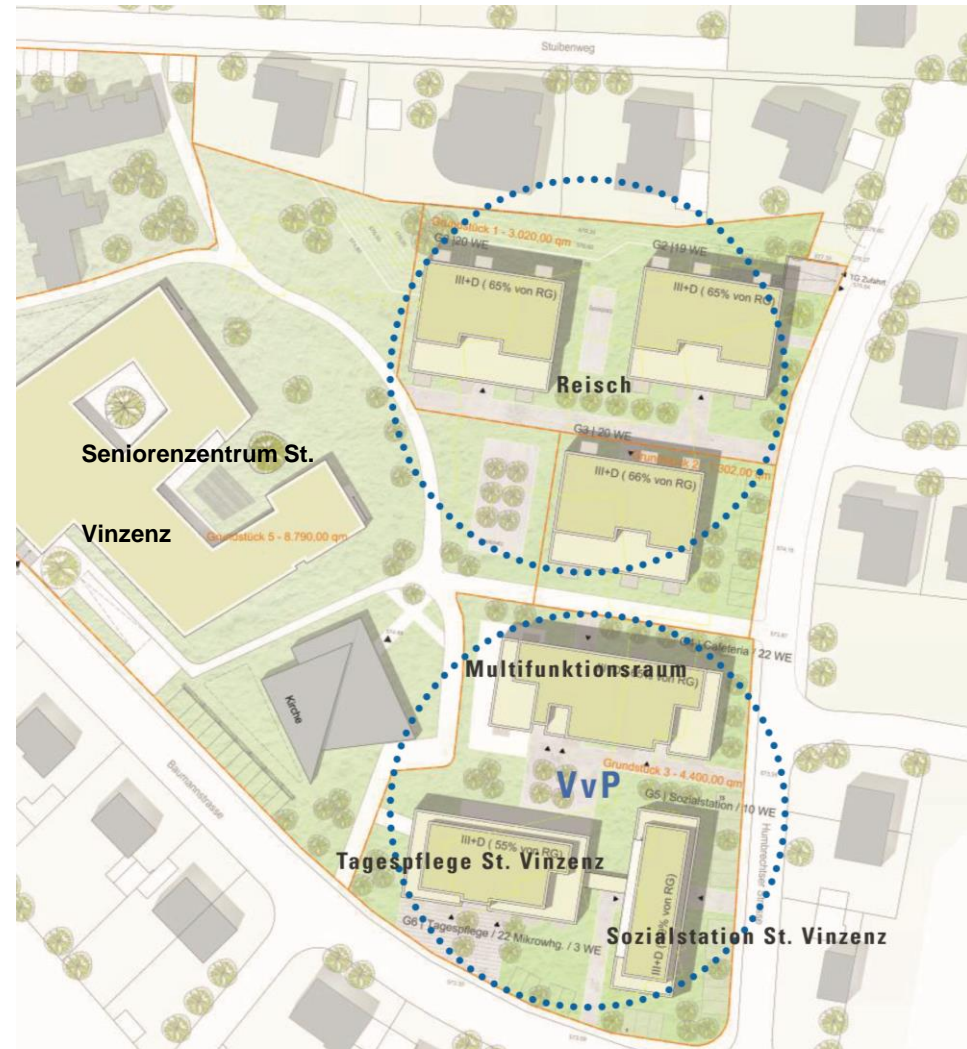 Stuibenweg
Grundstück 1 - 3.020,00 qm
G1 |20 WE
G2 |19 WE
III+D ( 65% von RG)
III+D ( 65% von RG)
TG Zufahrt
Reisch
G3 | 20 WE
III+D ( 66% von RG)
Seniorenzentrum St.
Vinzenz
Grundstück 5 - 8.790,00 qm
Cafeteria / 22 WE
Multifunktionsraum
Kirche
Grundstück 3 - 4.400,00 qm
VvP
G5 | Sozialstation / 10 WE
Baumannstrasse
III+D ( 55% von RG)
Tagespflege St. Vinzenz
G6 | Tagespflege / 22 Mikrowhg. / 3 WE
Sozialstation St. Vinzenz